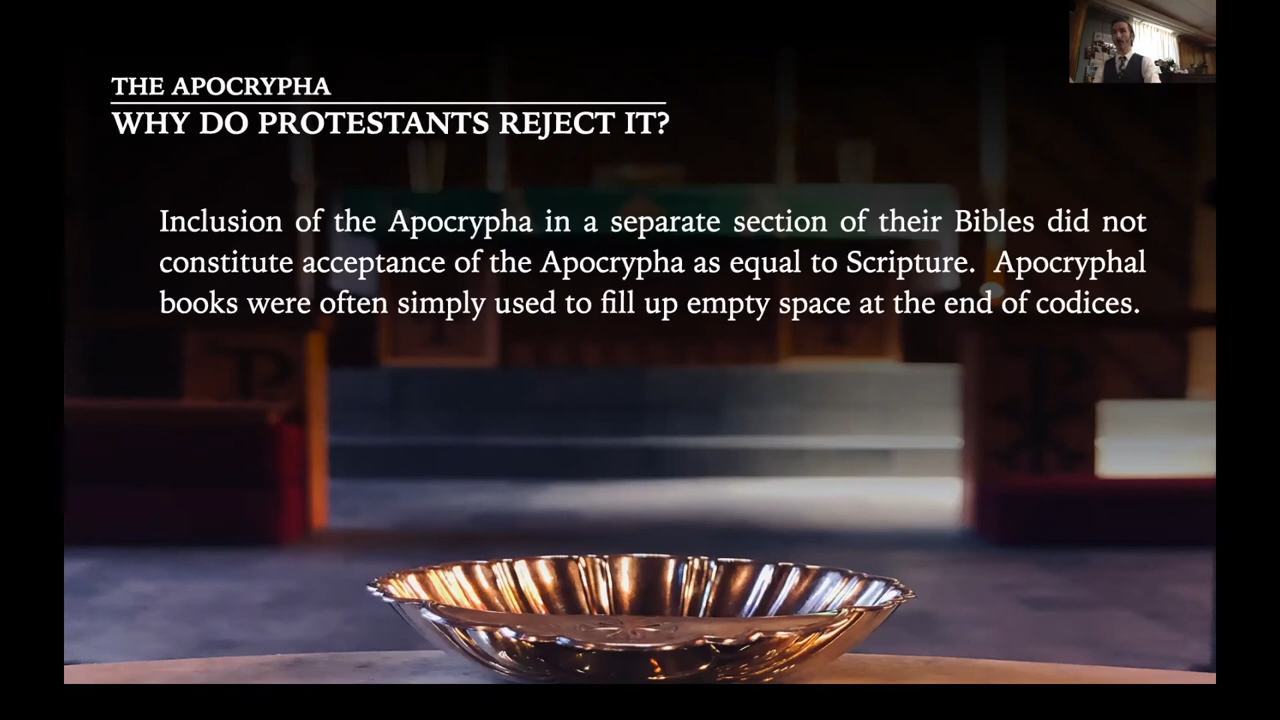 THE APOCRYPHA
WHY DO PROTESTANTS REJECT IT?
Inclusion of the Apocrypha in a separate section of their Bibles did not
constitute acceptance of the Apocrypha as equal to Scripture.  Apocryphal
books were often simply used to fill up empty space at the end of codices.